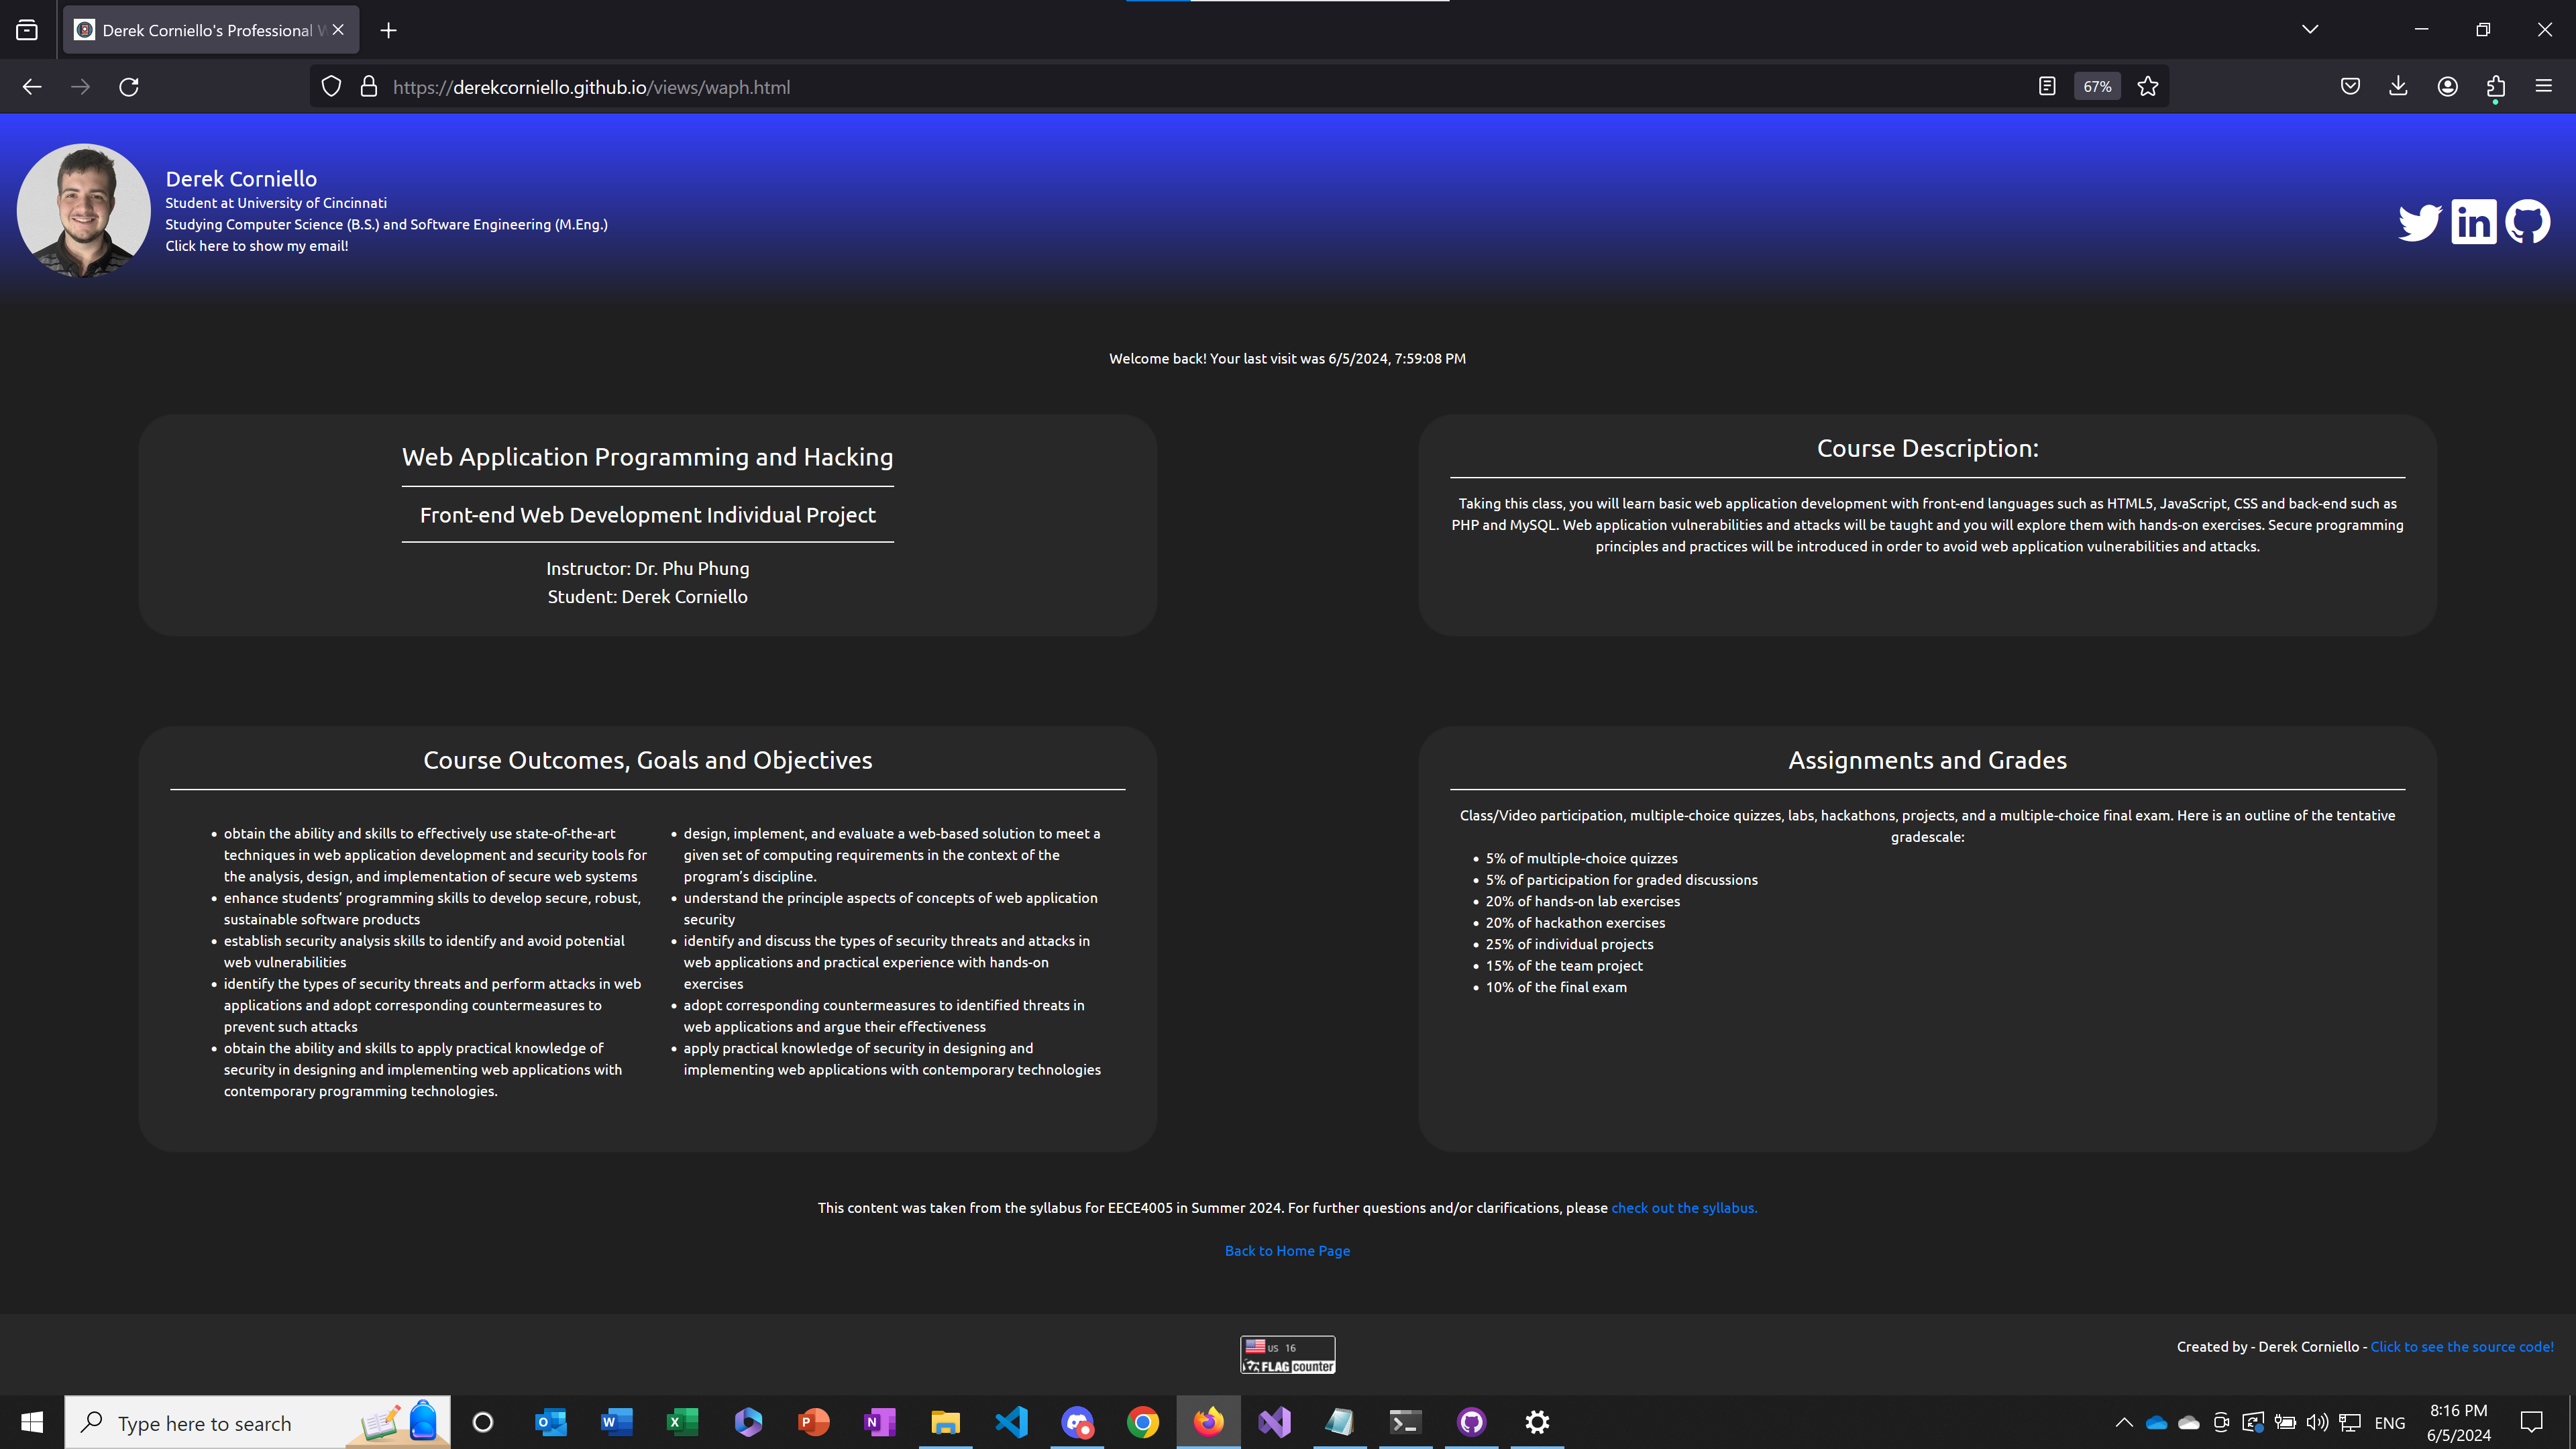 Derek Corniello's Professional W
https://derekcorniello.github.io/views/waph.html
67%
Derek Corniello
Student at University of Cincinnati
Studying Computer Science (B.S.) and Software Engineering (M.Eng.)
Click here to show my email!
in
Welcome back! Your last visit was 6/5/2024, 7:59:08 PM
Web Application Programming and Hacking
Front-end Web Development Individual Project
Instructor: Dr. Phu Phung
Student: Derek Corniello
Course Description:
Taking this class, you will learn basic web application development with front-end languages such as HTML5, JavaScript, CSS and back-end such as
PHP and MySQL. Web application vulnerabilities and attacks will be taught and you will explore them with hands-on exercises. Secure programming
principles and practices will be introduced in order to avoid web application vulnerabilities and attacks.
Course Outcomes, Goals and Objectives
• obtain the ability and skills to effectively use state-of-the-art
techniques in web application development and security tools for
the analysis, design, and implementation of secure web systems
• enhance students’ programming skills to develop secure, robust,
sustainable software products
• establish security analysis skills to identify and avoid potential
web vulnerabilities
• identify the types of security threats and perform attacks in web
applications and adopt corresponding countermeasures to
prevent such attacks
• obtain the ability and skills to apply practical knowledge of
security in designing and implementing web applications with
contemporary programming technologies.
• design, implement, and evaluate a web-based solution to meet a
given set of computing requirements in the context of the
program’s discipline.
• understand the principle aspects of concepts of web application
security
• identify and discuss the types of security threats and attacks in
web applications and practical experience with hands-on
exercises
• adopt corresponding countermeasures to identified threats in
web applications and argue their effectiveness
• apply practical knowledge of security in designing and
implementing web applications with contemporary technologies
Assignments and Grades
Class/Video participation, multiple-choice quizzes, labs, hackathons, projects, and a multiple-choice final exam. Here is an outline of the tentative
gradescale:
• 5% of multiple-choice quizzes
• 5% of participation for graded discussions
• 20% of hands-on lab exercises
• 20% of hackathon exercises
• 25% of individual projects
• 15% of the team project
• 10% of the final exam
This content was taken from the syllabus for EECE4005 in Summer 2024. For further questions and/or clarifications, please check out the syllabus.
Back to Home Page
US 16
FLAG counter
Created by - Derek Corniello - Click to see the source code!
Type here to search
ENG
8:16 PM
6/5/2024